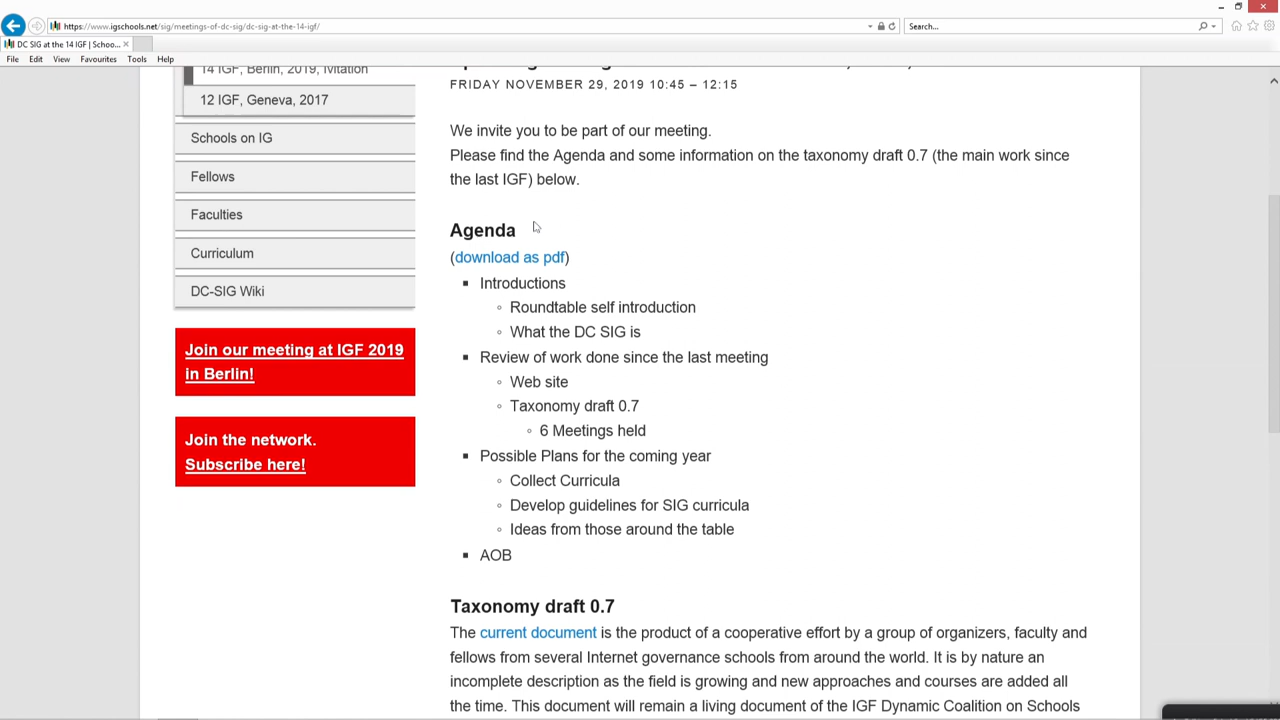 https://www.igschools.net/sig/meetings-of-dc-sig/dc-sig-at-the-14-igf/
Search...
DC SIG at the 14 IGF | Schoo...
File Edit View Favourites Tools Help
14 IGF, Berlin, 2019, Ivitation
12 IGF, Geneva, 2017
Schools on IG
Fellows
Faculties
Curriculum
DC-SIG Wiki
Join our meeting at IGF 2019
in Berlin!
Join the network.
Subscribe here!
FRIDAY NOVEMBER 29, 2019 10:45 – 12:15
We invite you to be part of our meeting.
Please find the Agenda and some information on the taxonomy draft 0.7 (the main work since
the last IGF) below.
Agenda
(download as pdf)
Introductions
Roundtable self introduction
What the DC SIG is
Review of work done since the last meeting
Web site
Taxonomy draft 0.7
6 Meetings held
Possible Plans for the coming year
Collect Curricula
Develop guidelines for SIG curricula
Ideas from those around the table
AOB
Taxonomy draft 0.7
The current document is the product of a cooperative effort by a group of organizers, faculty and
fellows from several Internet governance schools from around the world. It is by nature an
incomplete description as the field is growing and new approaches and courses are added all
the time. This document will remain a living document of the IGF Dynamic Coalition on Schools